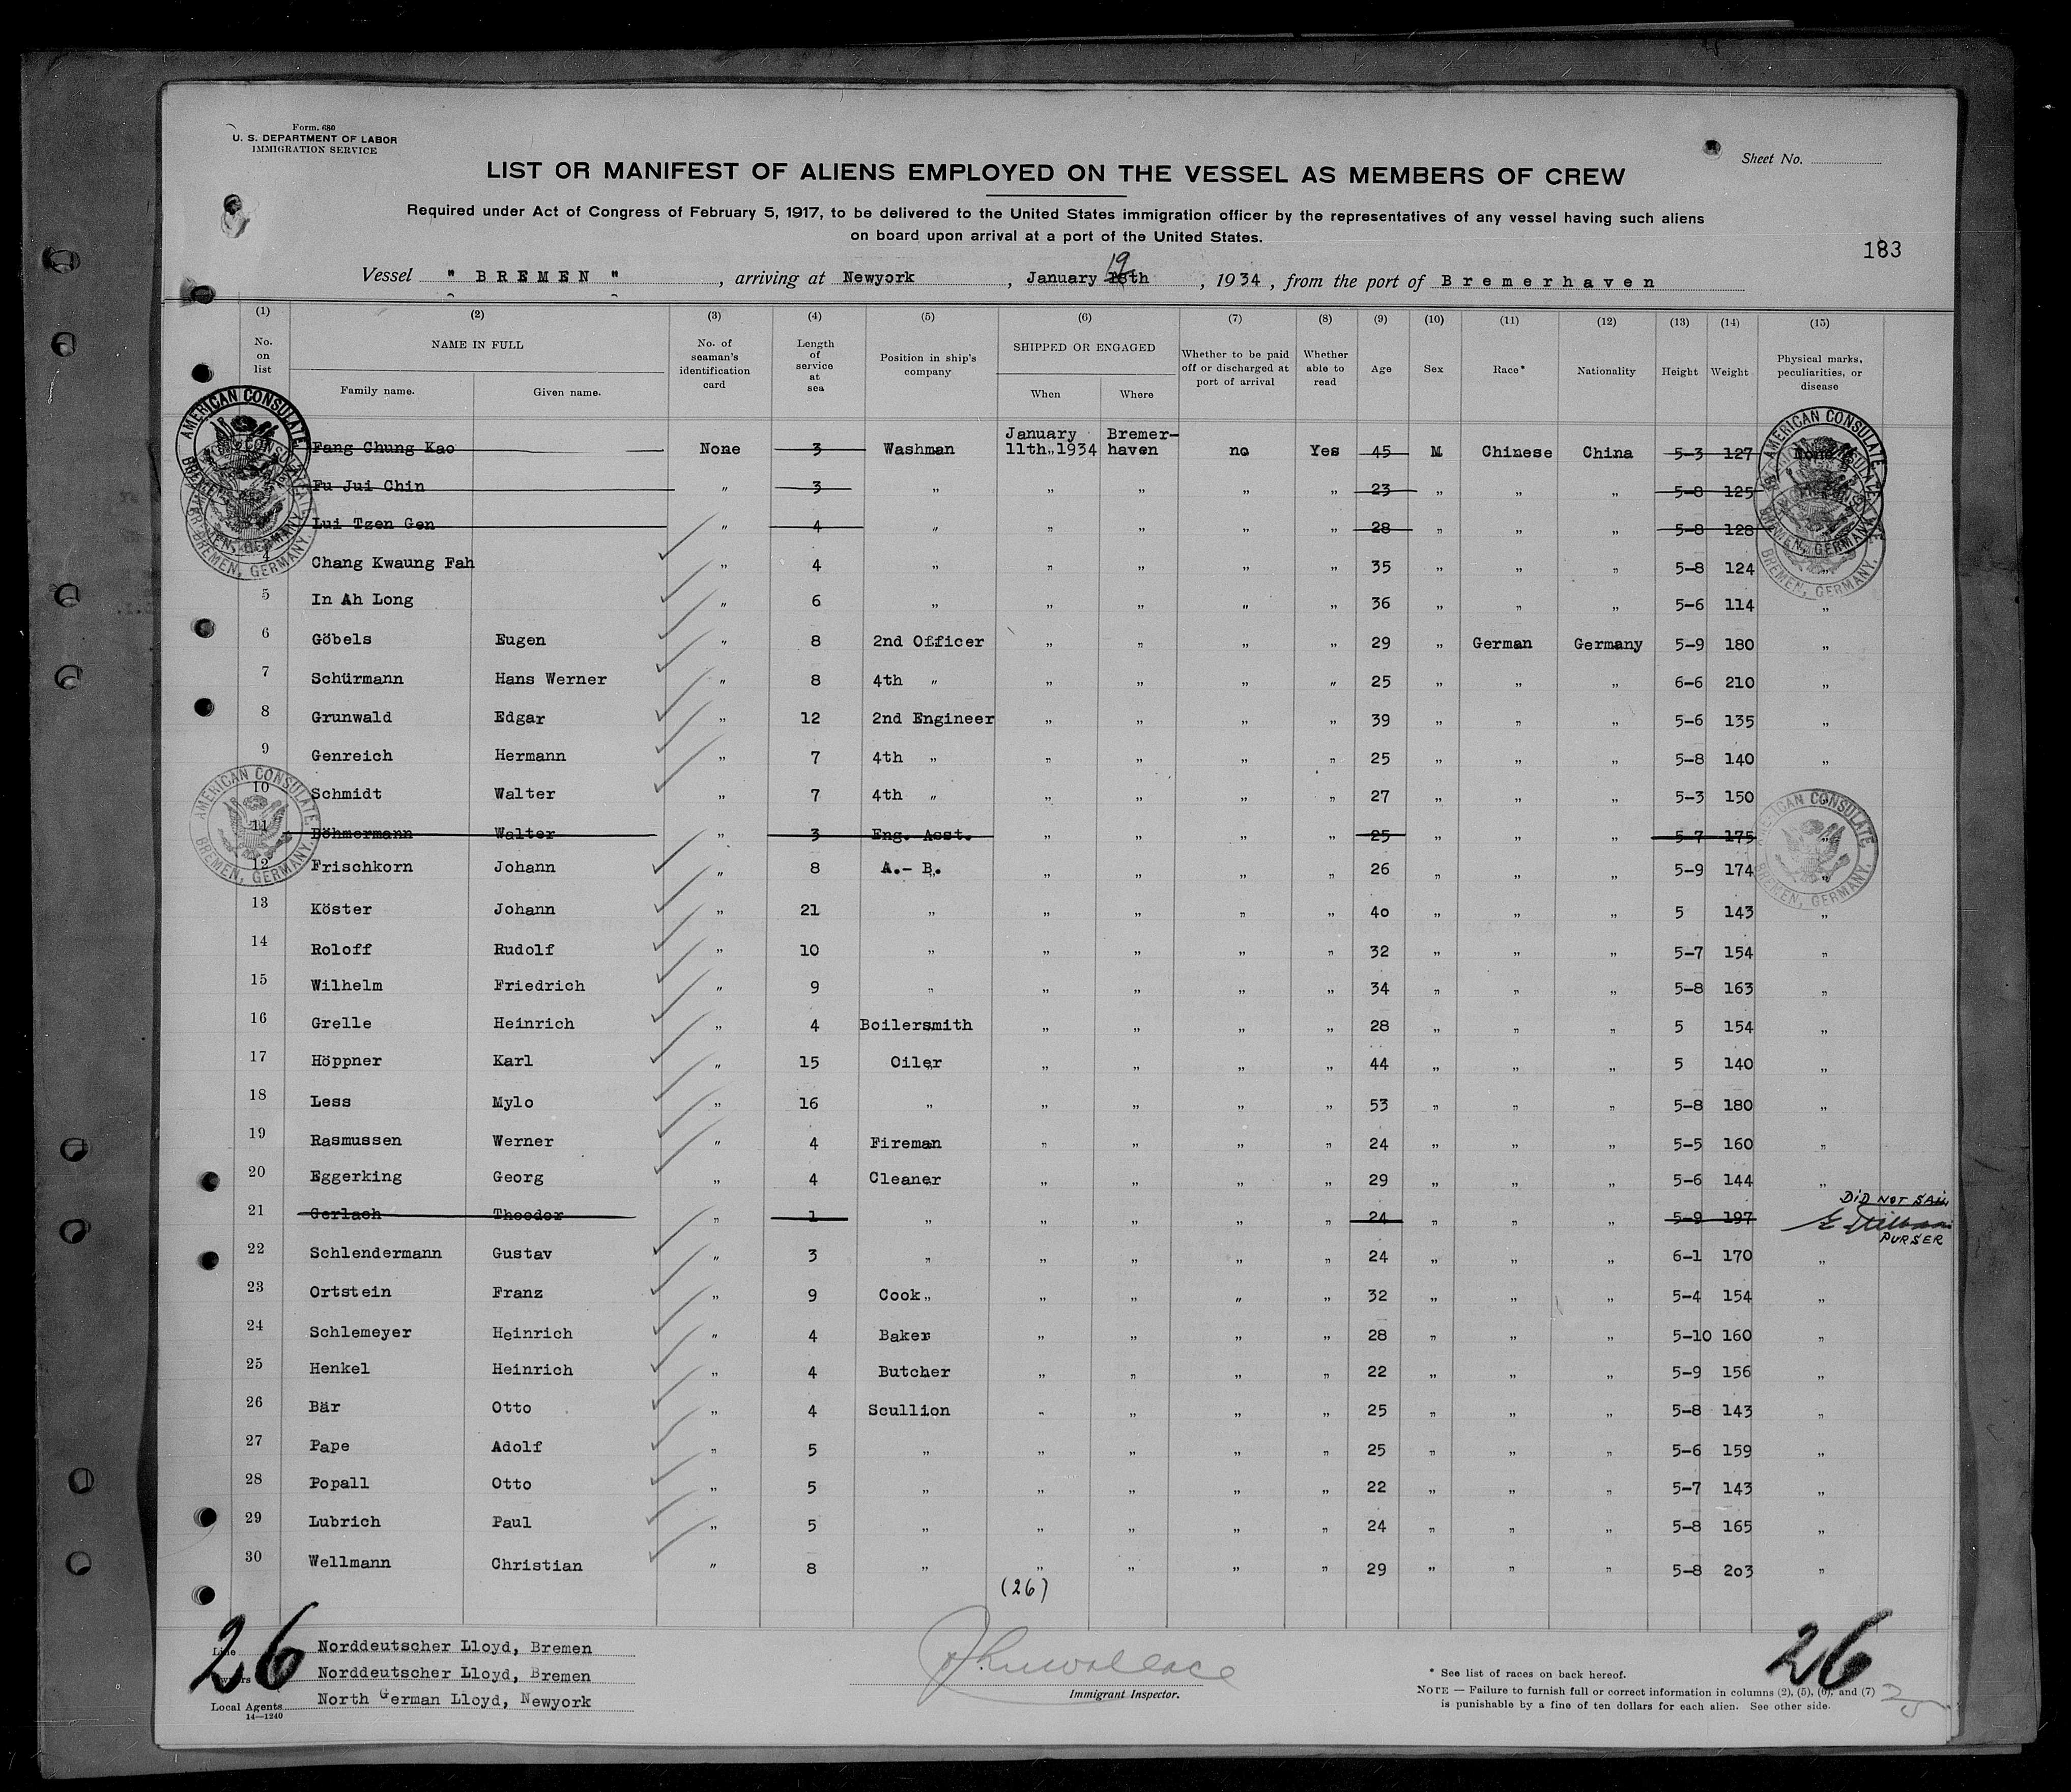 Form. 680
U. S. DEPARTMENT OF LABOR
IMMIGRATION SERVICE
Sheet No.
LIST OR MANIFEST OF ALIENS EMPLOYED ON THE VESSEL AS MEMBERS OF CREW
Required under Act of Congress of February 5, 1917, to be delivered to the United States immigration officer by the representatives of any vessel having such aliens
on board upon arrival at a port of the United States.
183
19
Vessel " BREMEN " , arriving at Newyork , January 18th , 1934 , from the port of Bremerhaven
(1) (2) (3) (4) (5) (6) (7) (8) (9) (10) (11) (12) (13) (14) (15)
No. on list
NAME IN FULL
Family name. Given name.
No. of seaman's identification card
Length of service at sea
Position in ship's company
SHIPPED OR ENGAGED
When Where
Whether to be paid off or discharged at port of arrival
Whether able to read
Age
Sex
Race*
Nationality
Height
Weight
Physical marks, peculiarities, or disease
Fang Chung Kao None 3 Washman January 11th.,1934 Bremer-haven no Yes 45 M Chinese China 5-3 127 None
Fu Jui Chin " 3 " " " " " 23 " " " 5-8 125
Lui Tzen Gen " 4 " " " " " 28 " " " 5-8 128
4 Chang Kwaung Fah " 4 " " " " " 35 " " " 5-8 124 "
5 In Ah Long " 6 " " " " " 36 " " " 5-6 114 "
6 Göbels Eugen " 8 2nd Officer " " " " 29 " German Germany 5-9 180 "
7 Schürmann Hans Werner " 8 4th " " " " " 25 " " " 6-6 210 "
8 Grunwald Edgar " 12 2nd Engineer " " " " 39 " " " 5-6 135 "
9 Genreich Hermann " 7 4th " " " " " 25 " " " 5-8 140 "
10 Schmidt Walter " 7 4th " " " " " 27 " " " 5-3 150 "
11 Böhmermann Walter " 3 Eng. Asst. " " " " 25 " " " 5-7 175 "
12 Frischkorn Johann " 8 A.- B. " " " " 26 " " " 5-9 174 "
13 Köster Johann " 21 " " " " " 40 " " " 5 143 "
14 Roloff Rudolf " 10 " " " " " 32 " " " 5-7 154 "
15 Wilhelm Friedrich " 9 " " " " " 34 " " " 5-8 163 "
16 Grelle Heinrich " 4 Boilersmith " " " " 28 " " " 5 154 "
17 Höppner Karl " 15 Oiler " " " " 44 " " " 5 140 "
18 Less Mylo " 16 " " " " " 53 " " " 5-8 180 "
19 Rasmussen Werner " 4 Fireman " " " " 24 " " " 5-5 160 "
20 Eggerking Georg " 4 Cleaner " " " " 29 " " " 5-6 144 "
21 Gerlach Theodor " 1 " " " " " 24 " " " 5-9 197
DID NOT SAIL
PURSER
22 Schlendermann Gustav " 3 " " " " " 24 " " " 6-1 170 "
23 Ortstein Franz " 9 Cook " " " " 32 " " " 5-4 154 "
24 Schlemeyer Heinrich " 4 Baker " " " " 28 " " " 5-10 160 "
25 Henkel Heinrich " 4 Butcher " " " " 22 " " " 5-9 156 "
26 Bär Otto " 4 Scullion " " " " 25 " " " 5-8 143 "
27 Pape Adolf " 5 " " " " " 25 " " " 5-6 159 "
28 Popall Otto " 5 " " " " " 22 " " " 5-7 143 "
29 Lubrich Paul " 5 " " " " " 24 " " " 5-8 165 "
30 Wellmann Christian " 8 " " " " " 29 " " " 5-8 203 "
(26)
AMERICAN CONSULATE
BREMEN, GERMANY.
AMERICAN CONSULATE
BREMEN, GERMANY.
AMERICAN CONSULATE
BREMEN, GERMANY.
AMERICAN CONSULATE
BREMEN, GERMANY.
26
26
Line Norddeutscher Lloyd, Bremen
Norddeutscher Lloyd, Bremen
Local Agents North German Lloyd, Newyork
14—1240
Immigrant Inspector.
* See list of races on back hereof.
NOTE — Failure to furnish full or correct information in columns (2), (5), (6), and (7)
is punishable by a fine of ten dollars for each alien. See other side.